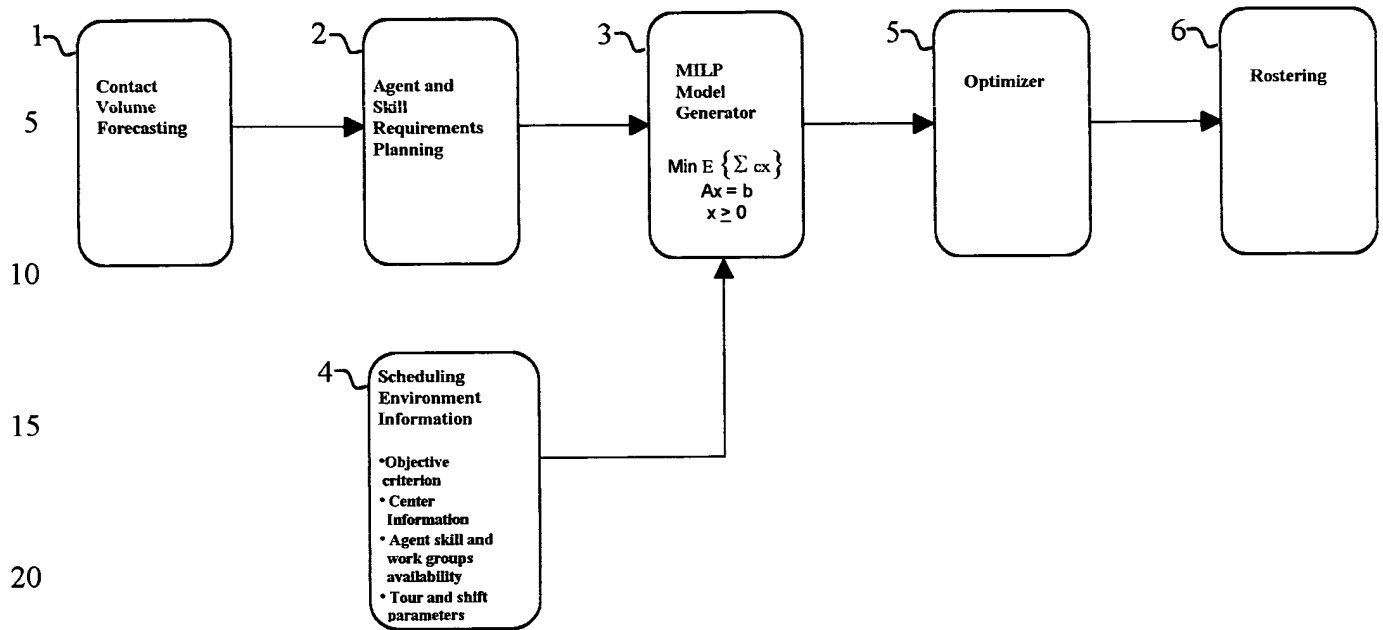 1
Contact
Volume
Forecasting
2
Agent and
Skill
Requirements
Planning
3
MILP
Model
Generator
Min E { Σ cx}
Ax = b
x ≥ 0
5
Optimizer
6
Rostering
5
10
4
Scheduling
Environment
Information
•Objective
criterion
• Center
Information
• Agent skill and
work groups
availability
• Tour and shift
parameters
15
20